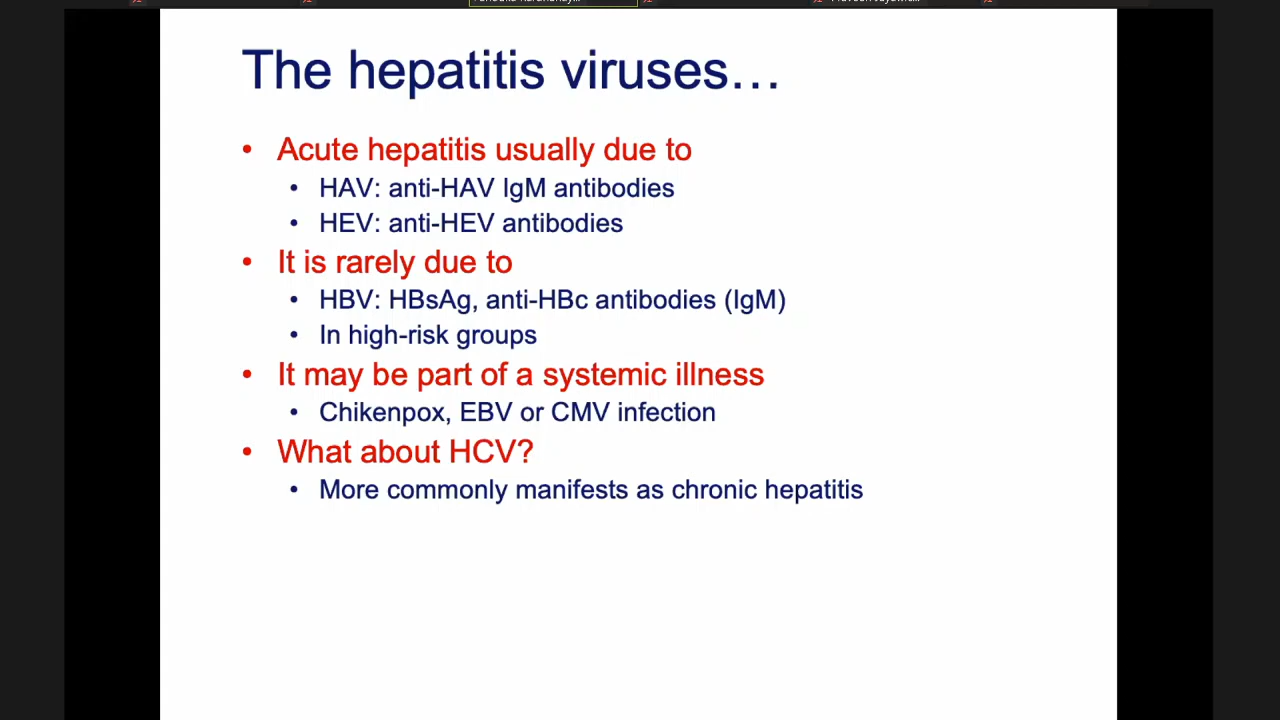 The hepatitis viruses…
• Acute hepatitis usually due to
• HAV: anti-HAV IgM antibodies
• HEV: anti-HEV antibodies
• It is rarely due to
• HBV: HBsAg, anti-HBc antibodies (IgM)
• In high-risk groups
• It may be part of a systemic illness
• Chikenpox, EBV or CMV infection
• What about HCV?
• More commonly manifests as chronic hepatitis